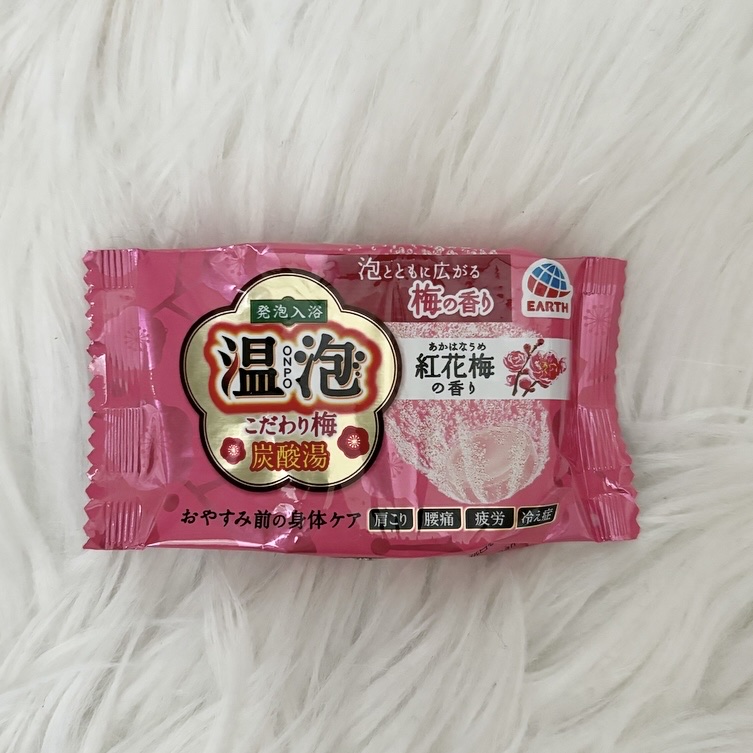 発泡入浴
温泡
ONPO
こだわり梅
炭酸湯
泡とともに広がる
梅の香り
EARTH
あかはなうめ
紅花梅
の香り
おやすみ前の身体ケア 肩こり 腰痛 疲労 冷え症